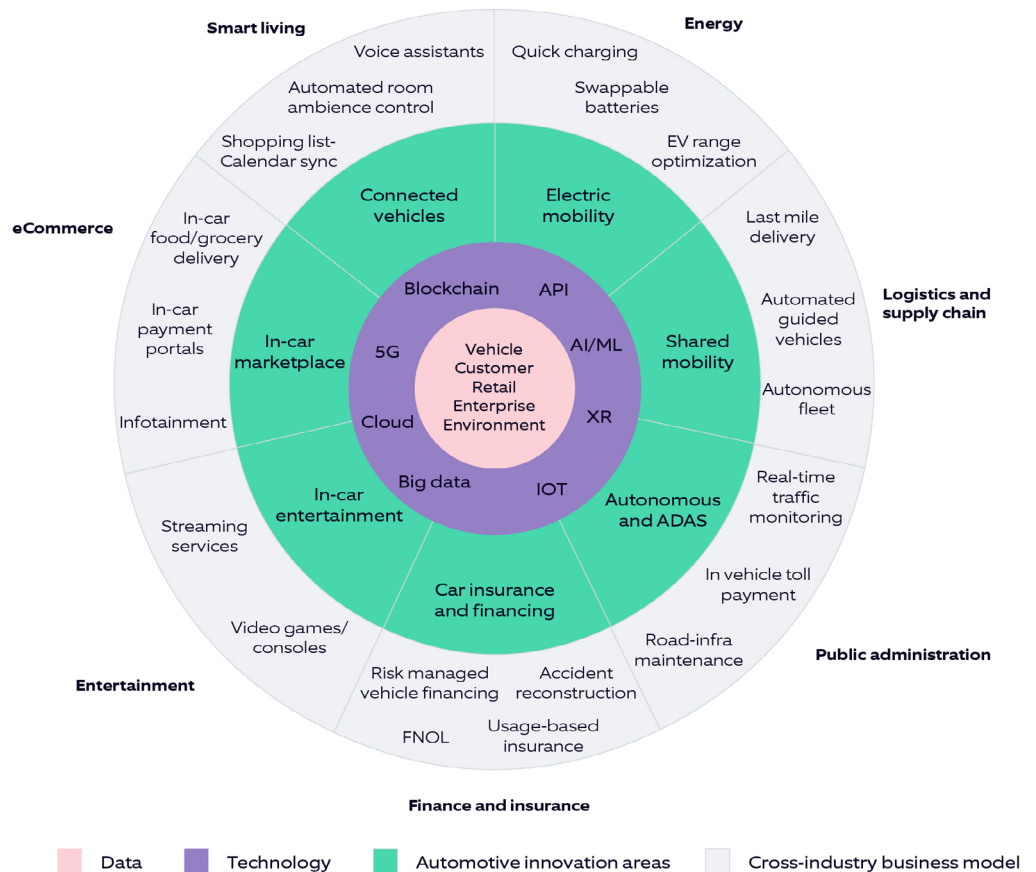 Smart living
Energy
Voice assistants
Quick charging
Automated room
ambience control
Swappable
batteries
Shopping list-
Calendar sync
EV range
optimization
Connected
vehicles
Electric
mobility
eCommerce
In-car
food/grocery
delivery
Last mile
delivery
Logistics and
supply chain
In-car
payment
portals
Automated
guided
vehicles
Infotainment
Autonomous
fleet
In-car
marketplace
Shared
mobility
Blockchain
API
5G
AI/ML
Cloud
XR
Big data
IOT
Vehicle
Customer
Retail
Enterprise
Environment
In-car
entertainment
Autonomous
and ADAS
Car insurance
and financing
Streaming
services
Real-time
traffic
monitoring
Video games/
consoles
In vehicle toll
payment
Road-infra
maintenance
Entertainment
Public administration
Risk managed
vehicle financing
Accident
reconstruction
FNOL
Usage-based
insurance
Finance and insurance
Data
Technology
Automotive innovation areas
Cross-industry business model